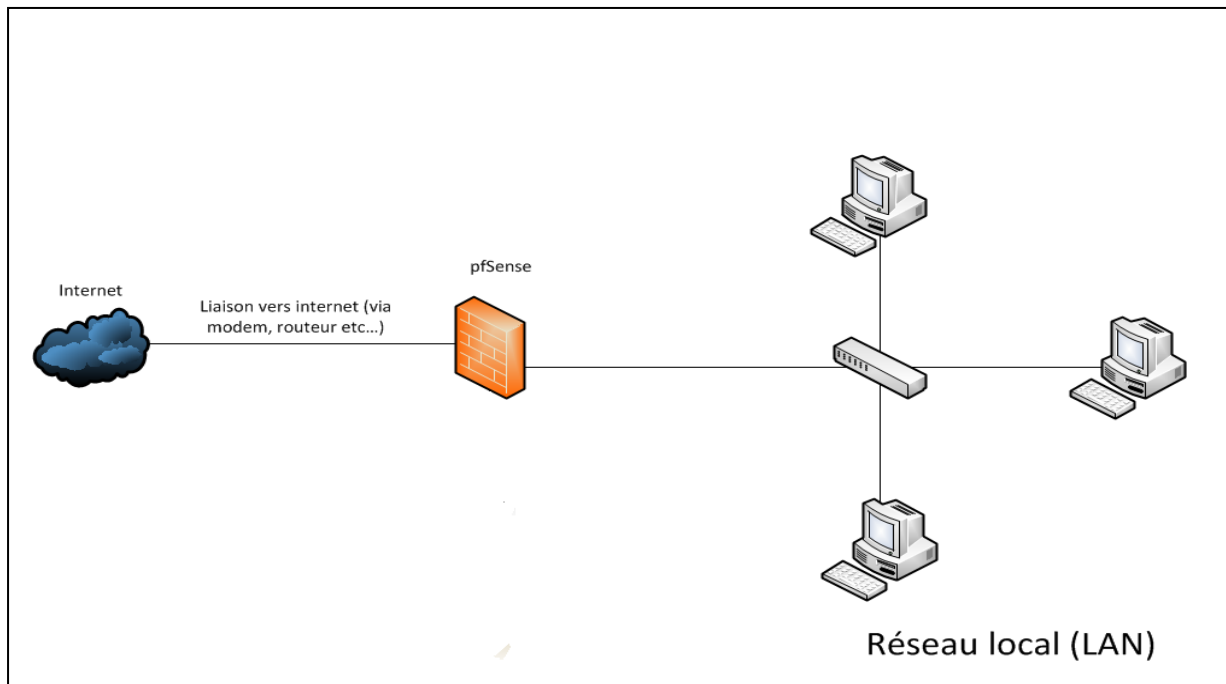 Internet
Liaison vers internet (via
modem, routeur etc...)
pfSense
Réseau local (LAN)